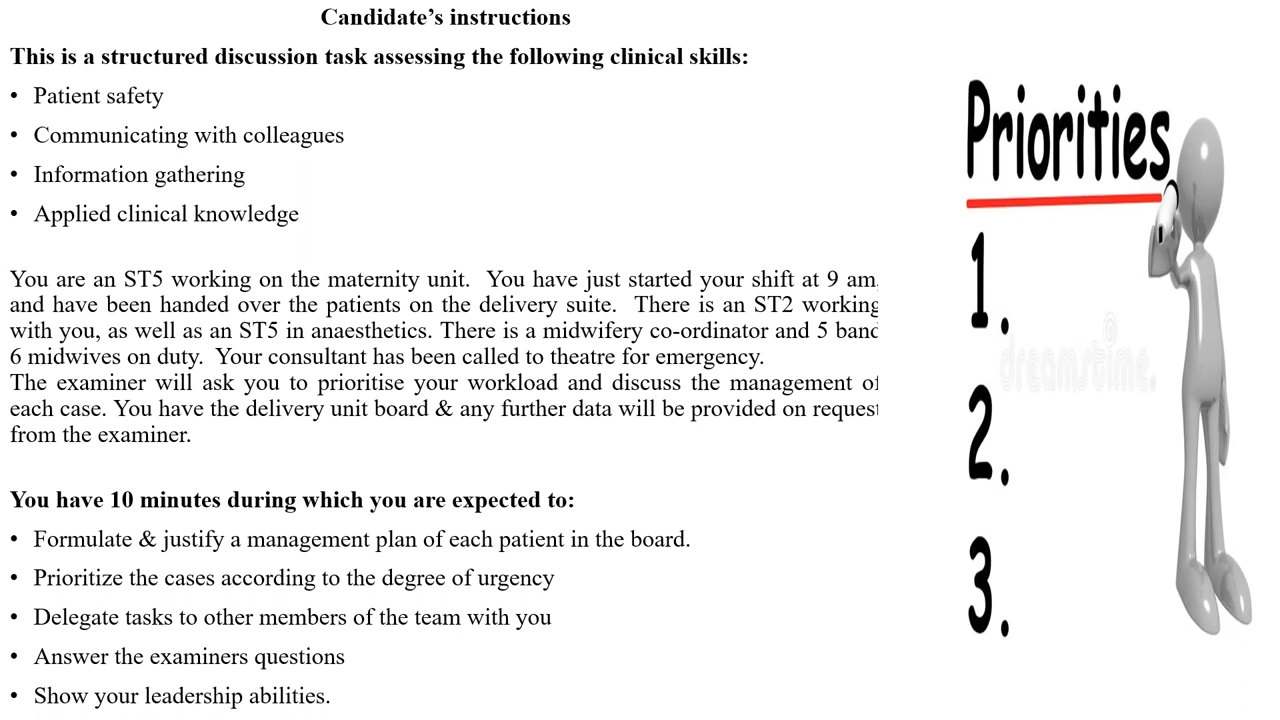 Candidate’s instructions
This is a structured discussion task assessing the following clinical skills:
• Patient safety
• Communicating with colleagues
• Information gathering
• Applied clinical knowledge
You are an ST5 working on the maternity unit. You have just started your shift at 9 am,
and have been handed over the patients on the delivery suite. There is an ST2 working
with you, as well as an ST5 in anaesthetics. There is a midwifery co-ordinator and 5 band
6 midwives on duty. Your consultant has been called to theatre for emergency.
The examiner will ask you to prioritise your workload and discuss the management of
each case. You have the delivery unit board & any further data will be provided on request
from the examiner.
You have 10 minutes during which you are expected to:
• Formulate & justify a management plan of each patient in the board.
• Prioritize the cases according to the degree of urgency
• Delegate tasks to other members of the team with you
• Answer the examiners questions
• Show your leadership abilities.
Priorities
1.
dreamstime.
2.
3.